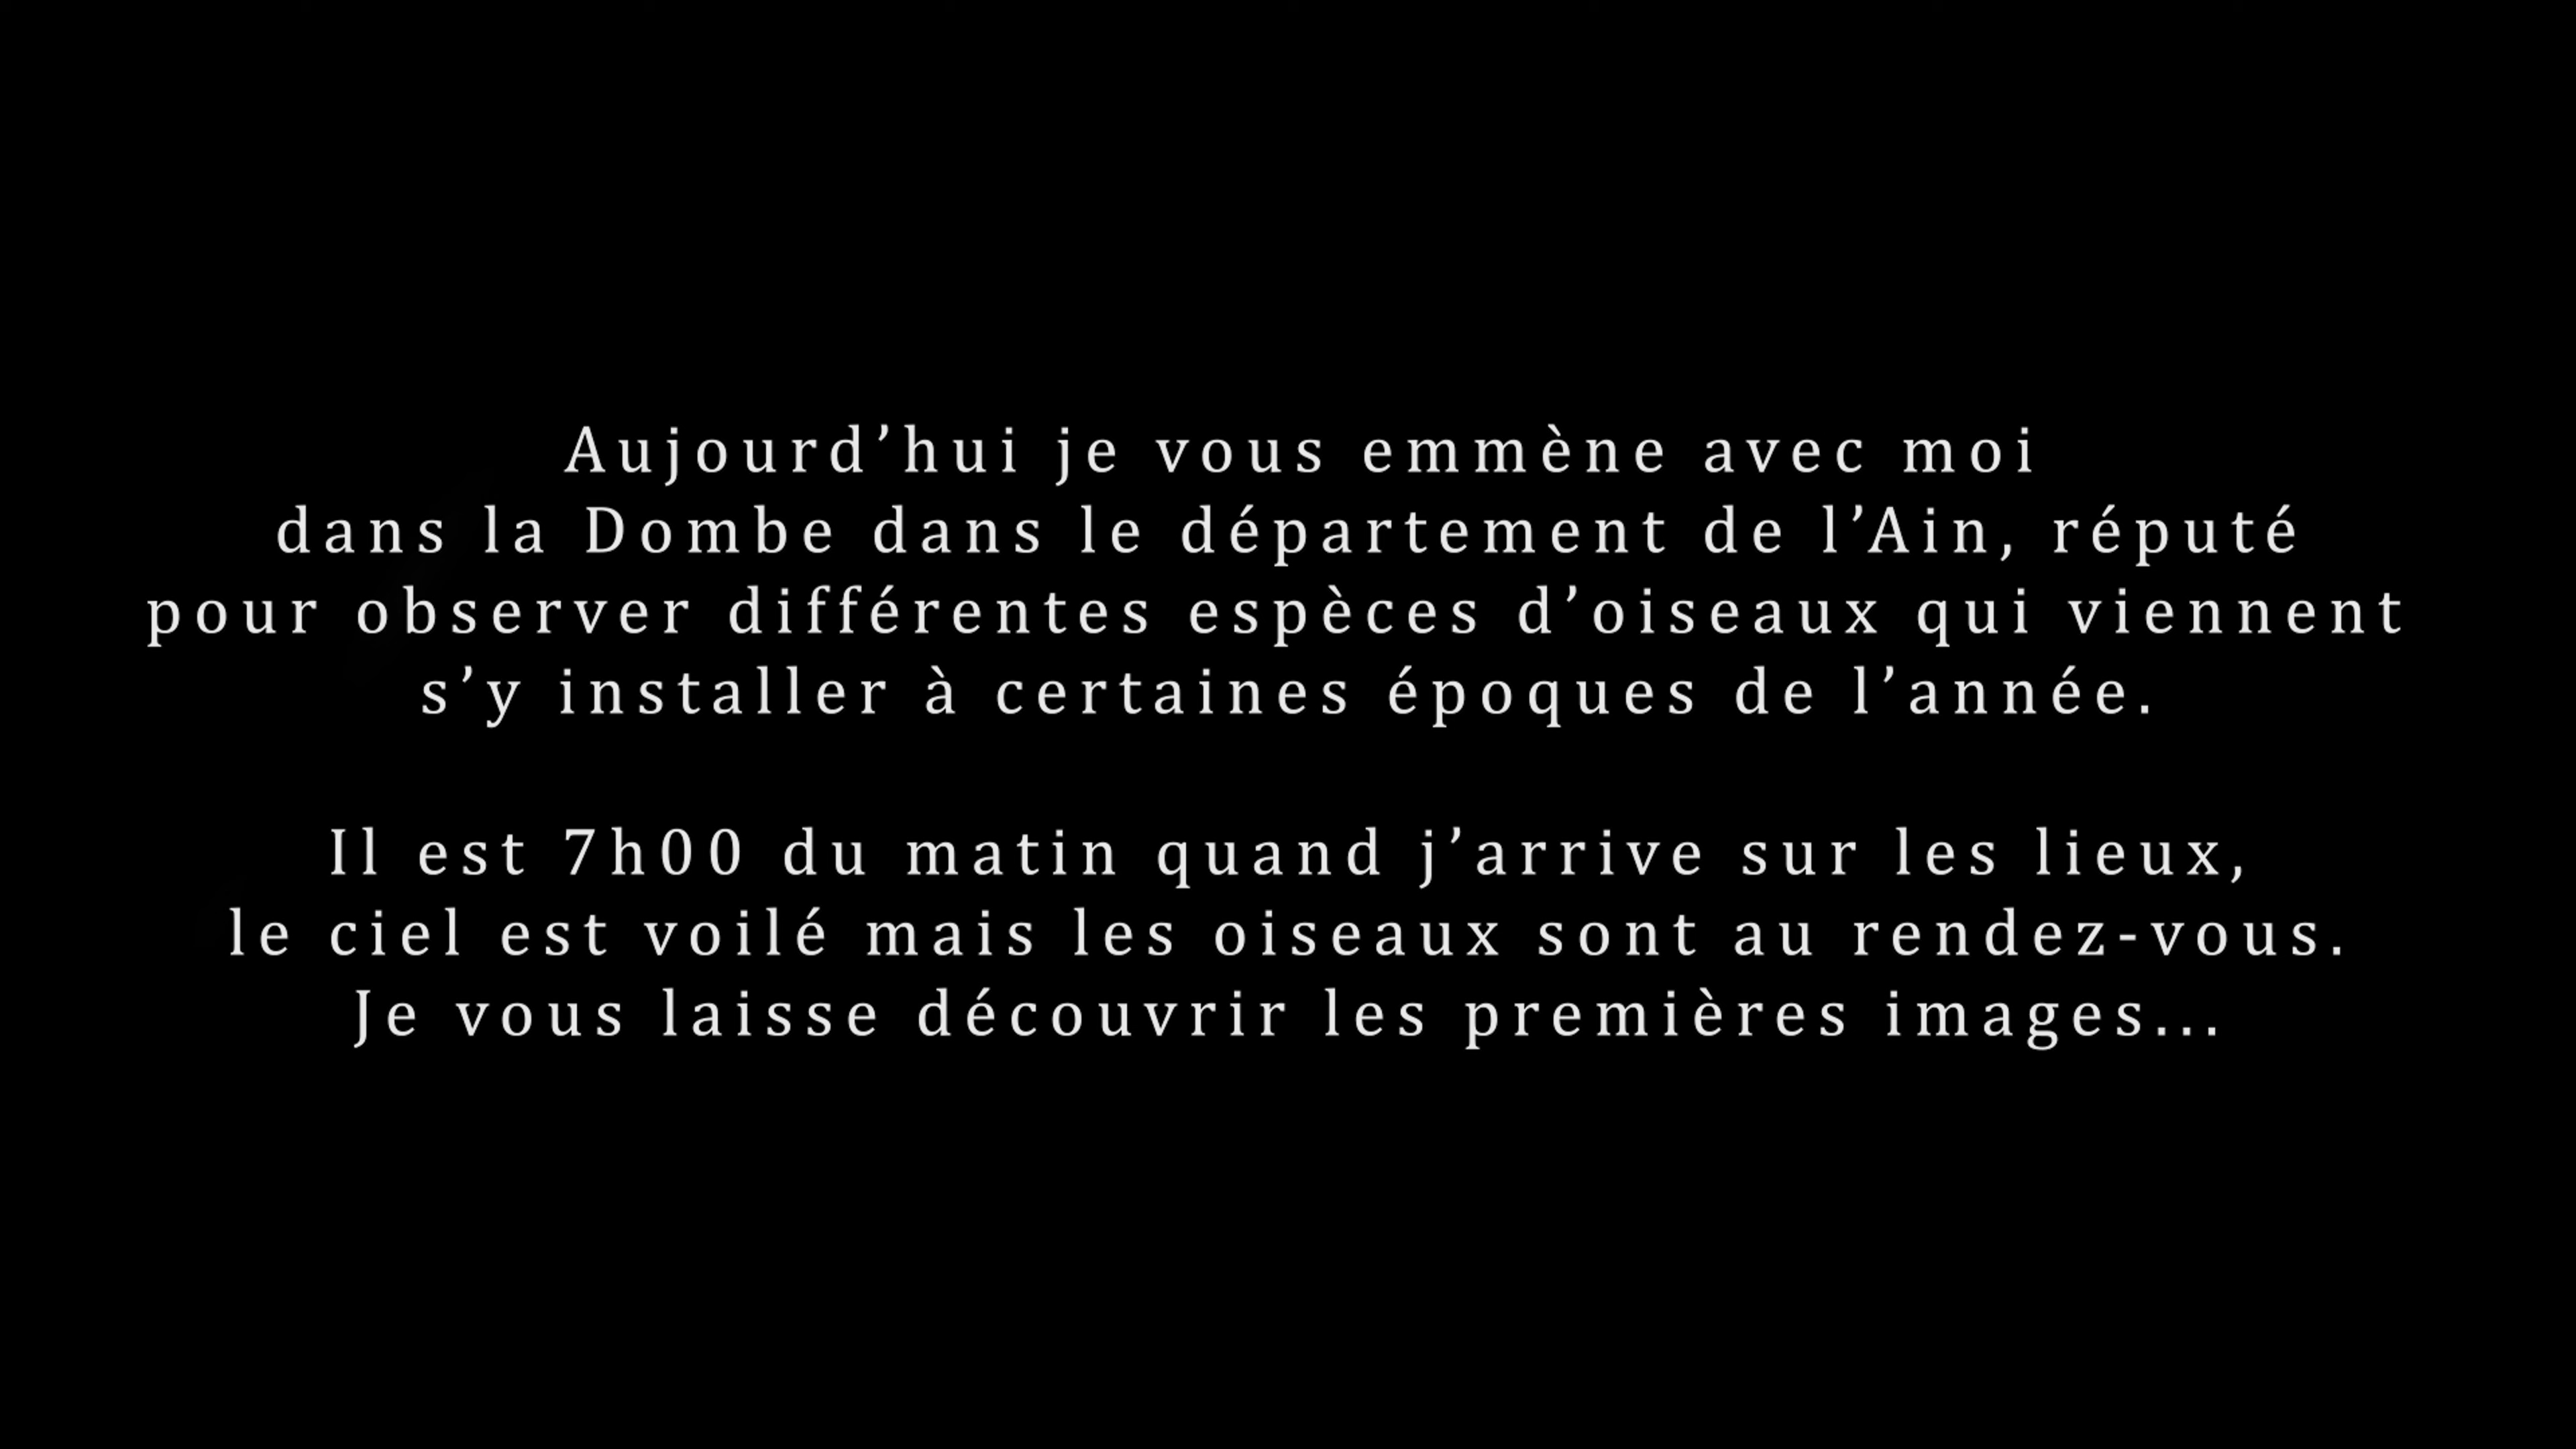 Aujourd’hui je vous emmène avec moi
dans la Dombe dans le département de l’Ain, réputé
pour observer différentes espèces d’oiseaux qui viennent
s’y installer à certaines époques de l’année.
Il est 7h00 du matin quand j’arrive sur les lieux,
le ciel est voilé mais les oiseaux sont au rendez-vous.
Je vous laisse découvrir les premières images...